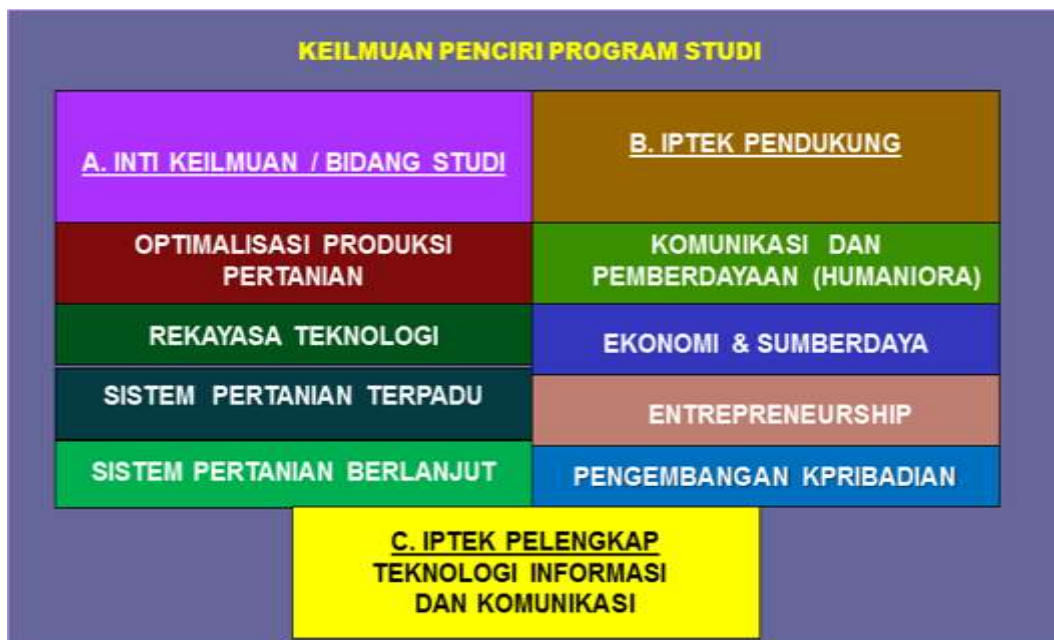 KEILMUAN PENCIRI PROGRAM STUDI
A. INTI KEILMUAN / BIDANG STUDI
OPTIMALISASI PRODUKSI
PERTANIAN
REKAYASA TEKNOLOGI
SISTEM PERTANIAN TERPADU
SISTEM PERTANIAN BERLANJUT
B. IPTEK PENDUKUNG
KOMUNIKASI DAN
PEMBERDAYAAN (HUMANIORA)
EKONOMI & SUMBERDAYA
ENTREPRENEURSHIP
PENGEMBANGAN KPRIBADIAN
C. IPTEK PELENGKAP
TEKNOLOGI INFORMASI
DAN KOMUNIKASI